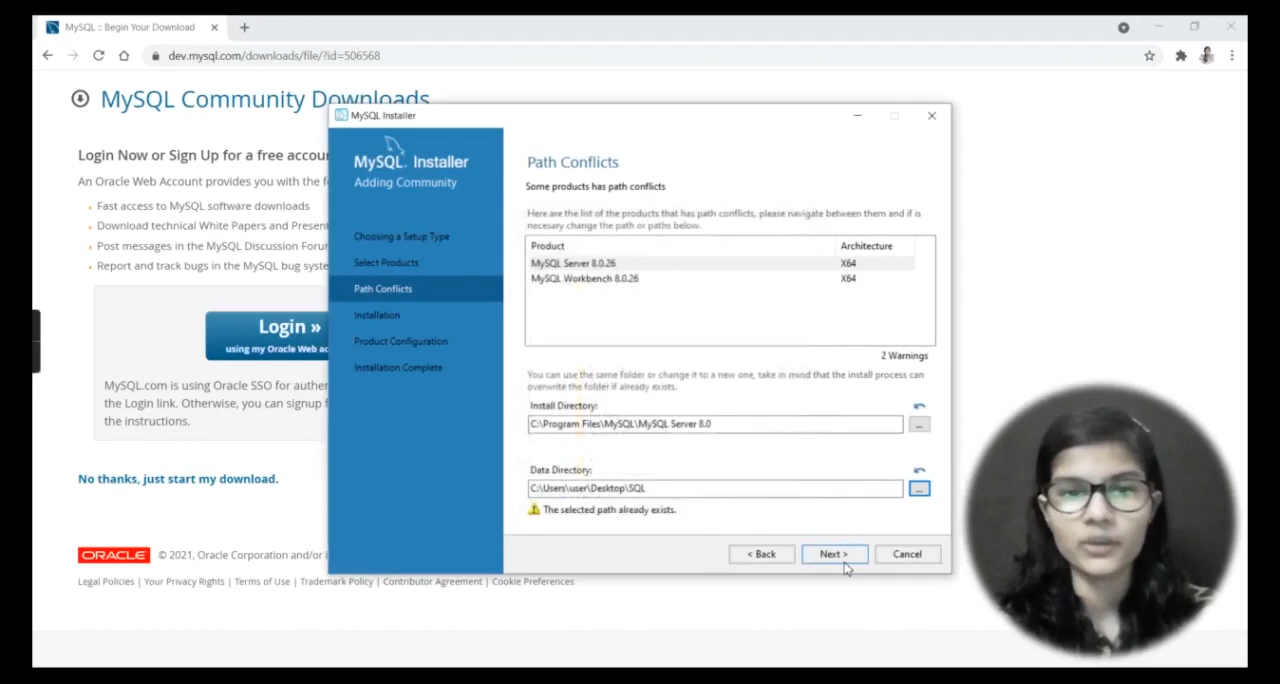 MySQL :: Begin Your Download
dev.mysql.com/downloads/file/?id=506568
MySQL Community Downloads
Login Now or Sign Up for a free accou
An Oracle Web Account provides you with the f
Fast access to MySQL software downloads
Download technical White Papers and Present
Post messages in the MySQL Discussion Foru
Report and track bugs in the MySQL bug syste
Login »
using my Oracle Web ac
MySQL.com is using Oracle SSO for auther
the Login link. Otherwise, you can signup f
the instructions.
No thanks, just start my download.
ORACLE © 2021, Oracle Corporation and/or i
Legal Policies | Your Privacy Rights | Terms of Use | Trademark Policy | Contributor Agreement | Cookie Preferences
MySQL Installer
MySQL. Installer
Adding Community
Choosing a Setup Type
Select Products
Path Conflicts
Installation
Product Configuration
Installation Complete
Path Conflicts
Some products has path conflicts
Here are the list of the products that has path conflicts, please navigate between them and if is
necesary change the path or paths below.
Product Architecture
MySQL Server 8.0.26 X64
MySQL Workbench 8.0.26 X64
2 Warnings
You can use the same folder or change it to a new one, take in mind that the install process can
overwrite the folder if already exists.
Install Directory:
C:\Program Files\MySQL\MySQL Server 8.0
...
Data Directory:
C:\Users\user\Desktop\SQL
...
The selected path already exists.
< Back Next > Cancel